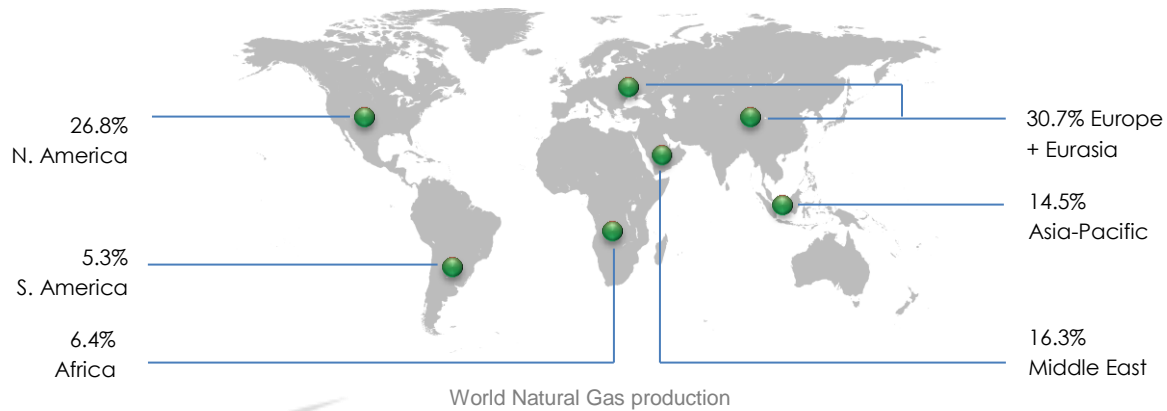 26.8%
N. America
5.3%
S. America
6.4%
Africa
30.7% Europe
+ Eurasia
14.5%
Asia-Pacific
16.3%
Middle East
World Natural Gas production